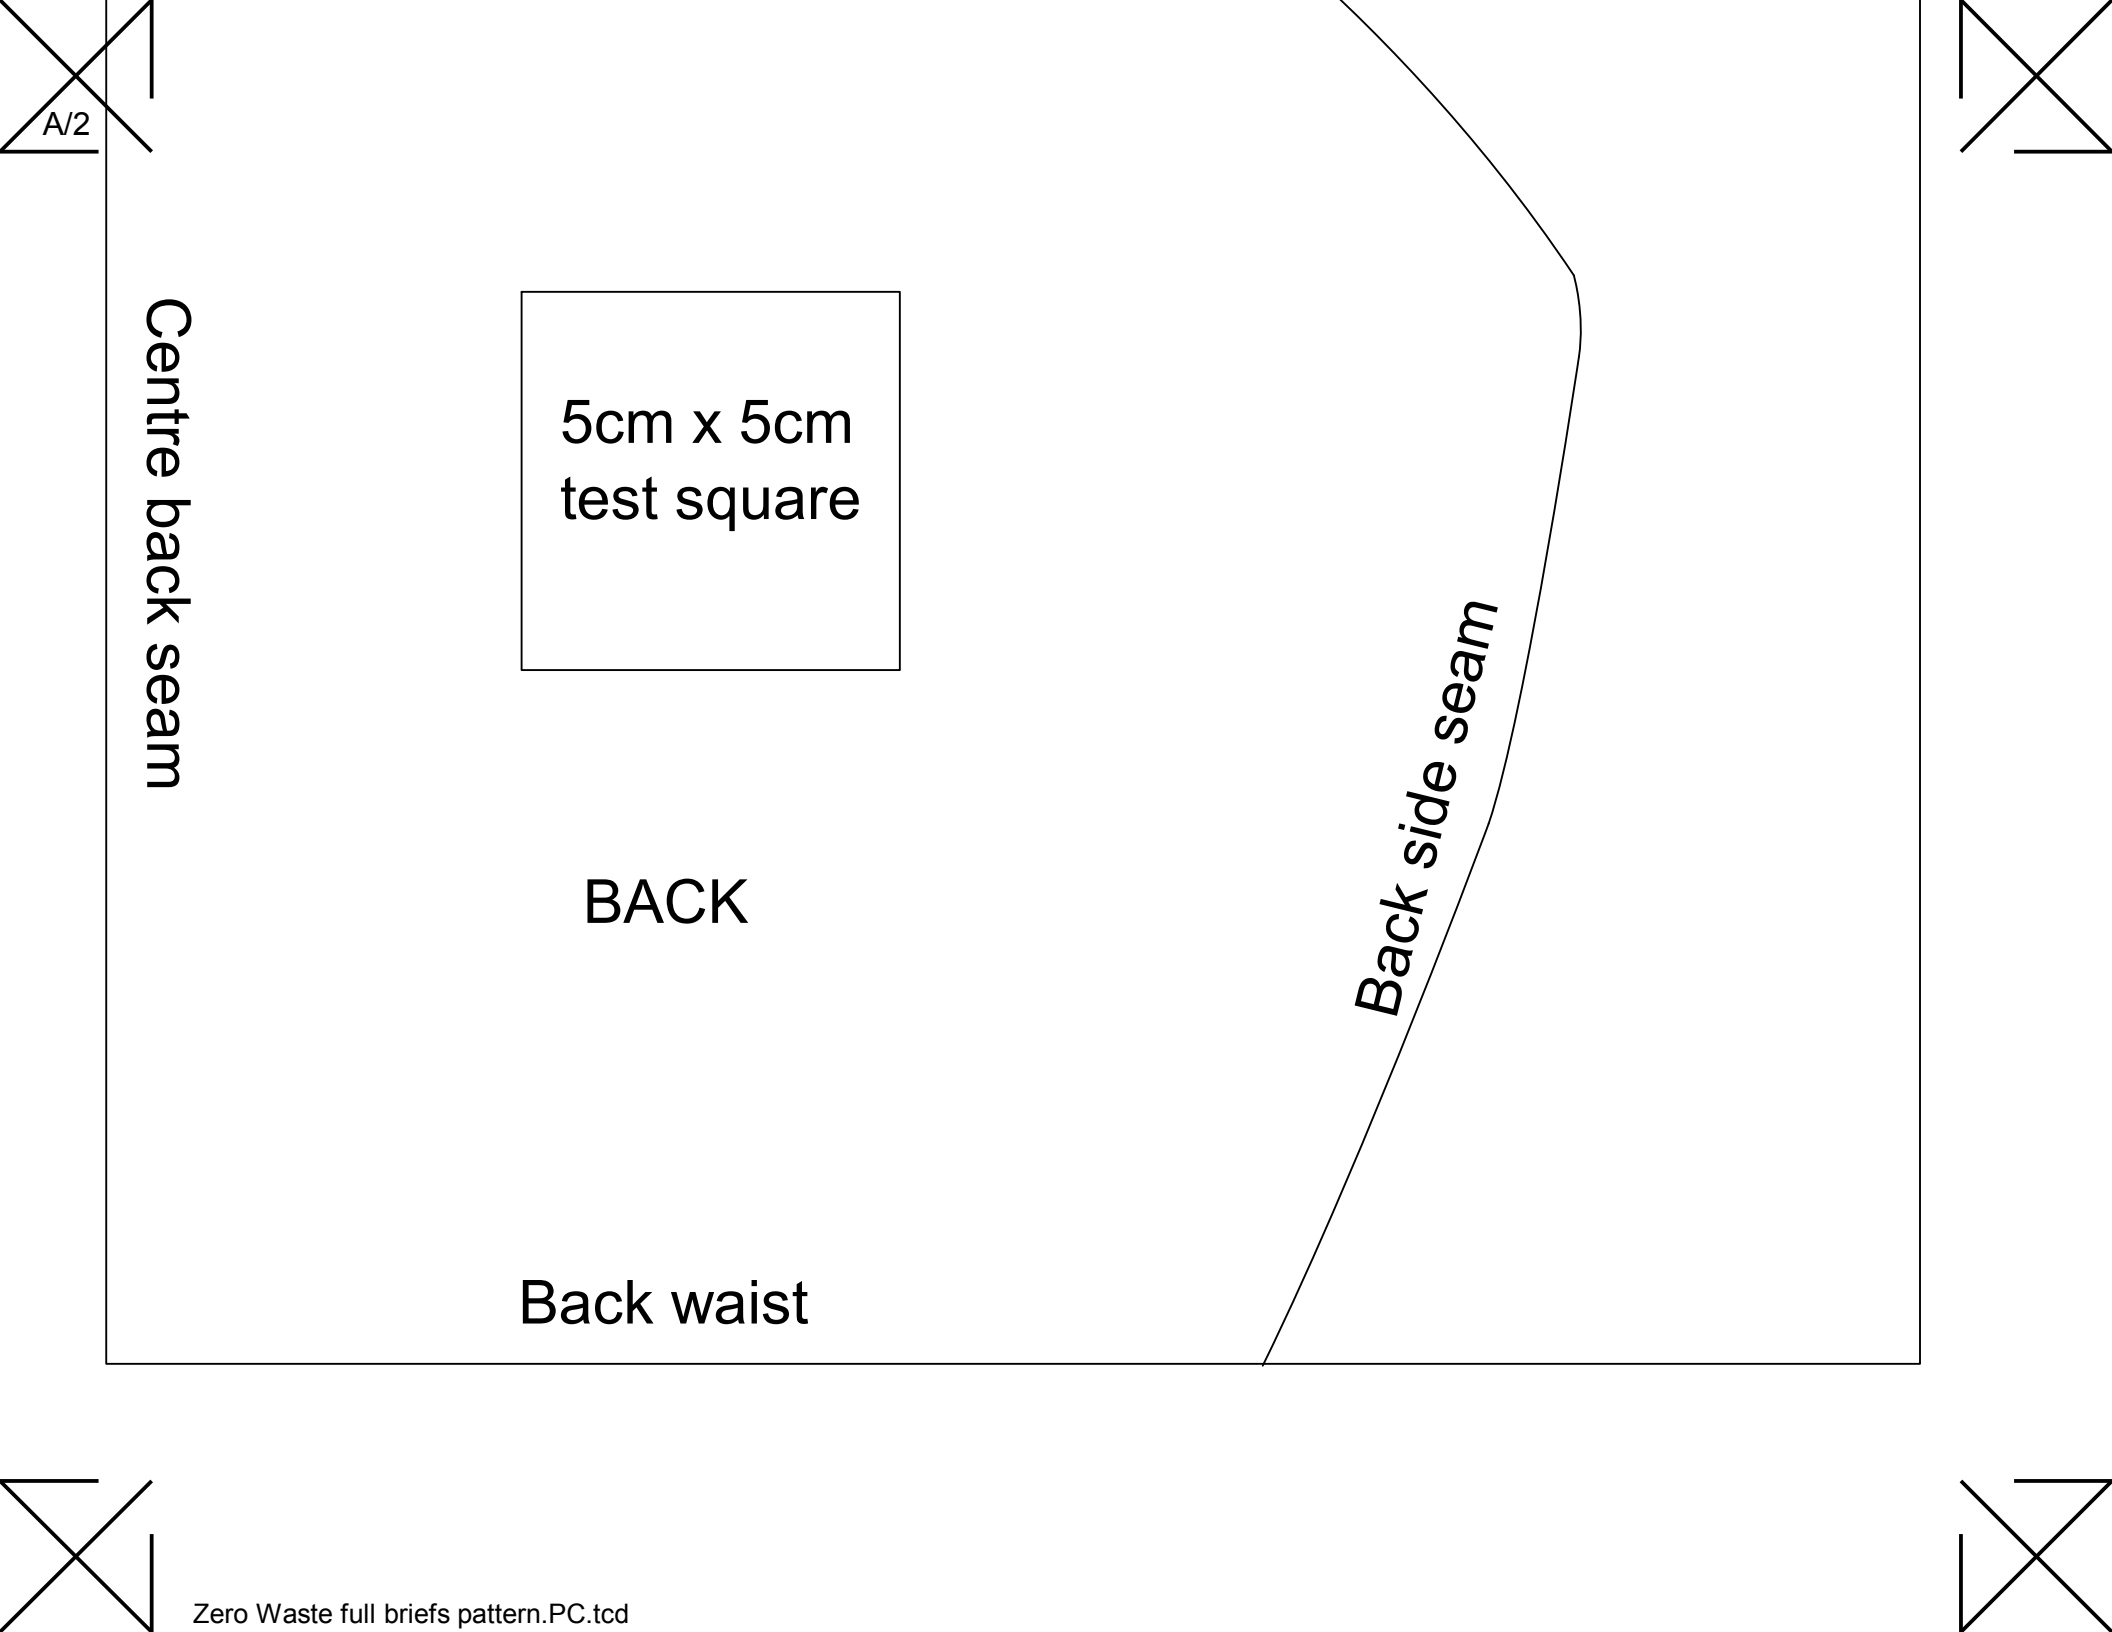 A/2
Centre back seam
5cm x 5cm
test square
Back side seam
BACK
Back waist
Zero Waste full briefs pattern.PC.tcd